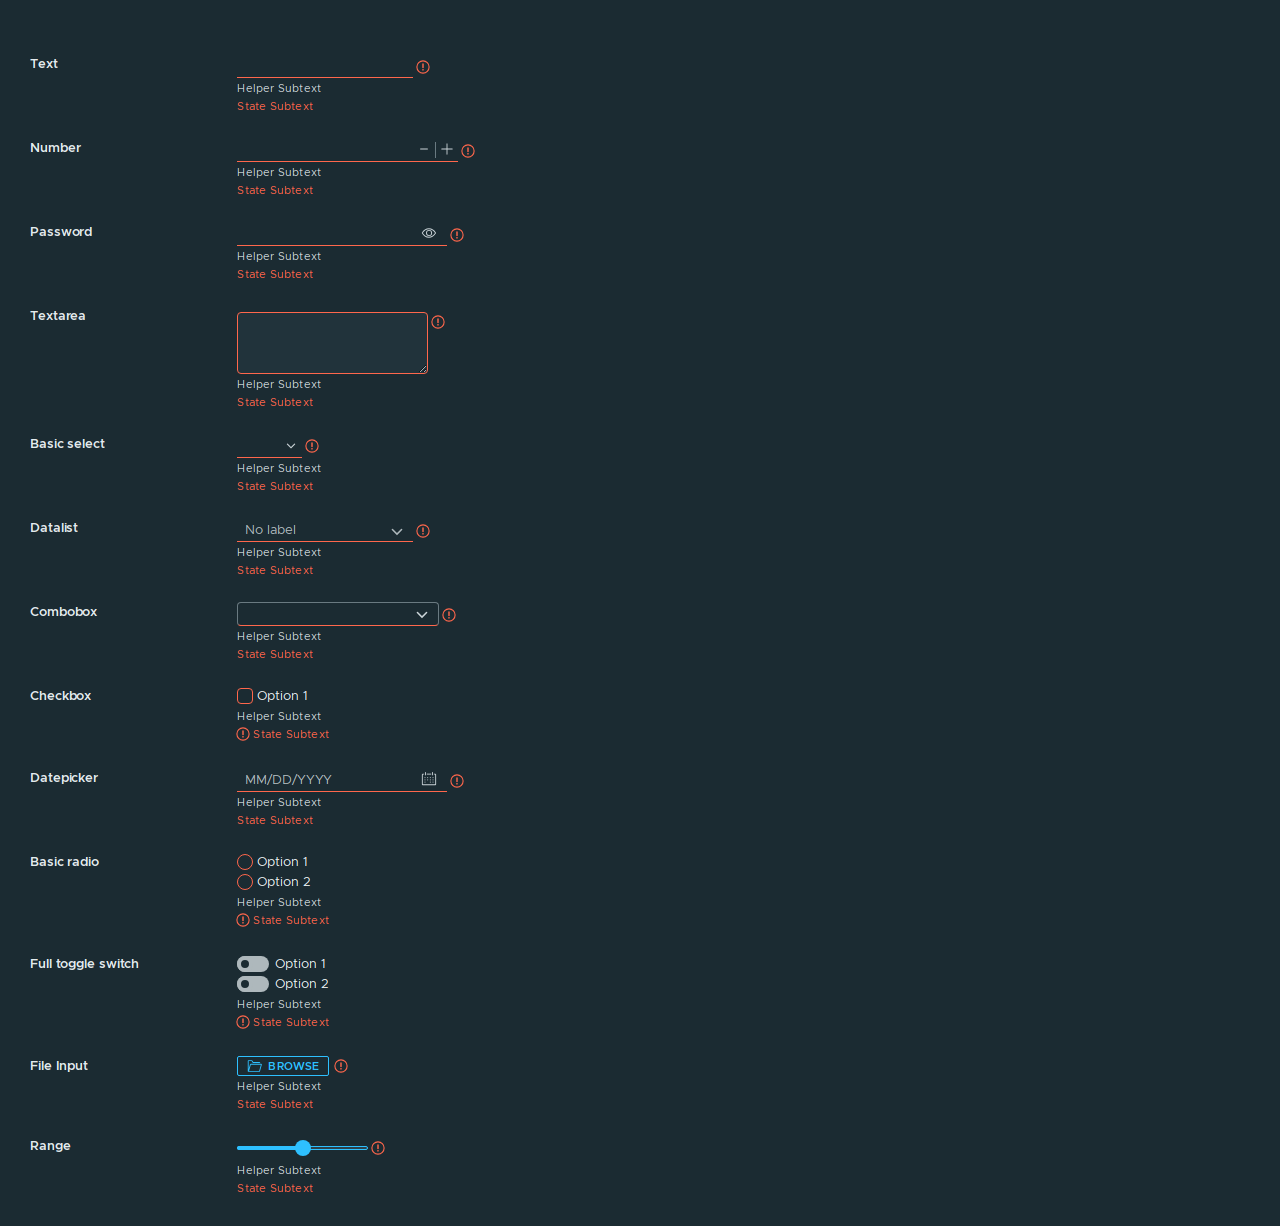 Text
Helper Subtext
State Subtext
Number
Helper Subtext
State Subtext
Password
Helper Subtext
State Subtext
Textarea
Helper Subtext
State Subtext
Basic select
Helper Subtext
State Subtext
Datalist
No label
Helper Subtext
State Subtext
Combobox
Helper Subtext
State Subtext
Checkbox
Option 1
Helper Subtext
State Subtext
Datepicker
MM/DD/YYYY
Helper Subtext
State Subtext
Basic radio
Option 1
Option 2
Helper Subtext
State Subtext
Full toggle switch
Option 1
Option 2
Helper Subtext
State Subtext
File Input
BROWSE
Helper Subtext
State Subtext
Range
Helper Subtext
State Subtext